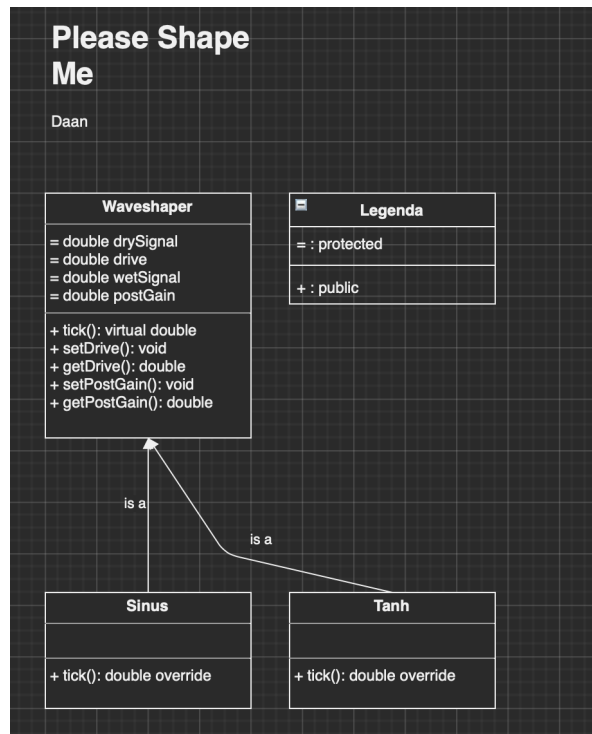 Please Shape
Me
Daan
Waveshaper
= double drySignal
= double drive
= double wetSignal
= double postGain
+ tick(): virtual double
+ setDrive(): void
+ getDrive(): double
+ setPostGain(): void
+ getPostGain(): double
Legenda
= : protected
+ : public
is a
is a
Sinus
+ tick(): double override
Tanh
+ tick(): double override